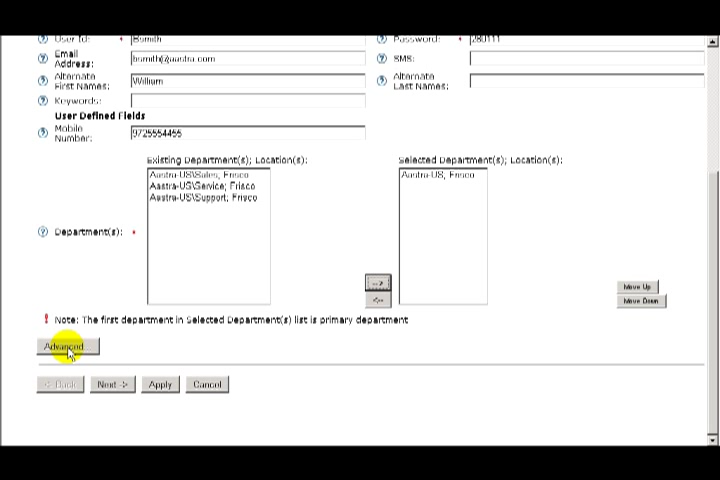 User Id: * Bsmith
Password: * 280111
Email Address: bsmith@aastra.com
SMS:
Alternate First Names: William
Alternate Last Names:
Keywords:
User Defined Fields
Mobile Number: 9725554455
Existing Department(s); Location(s):
Selected Department(s); Location(s):
Aastra-US\Sales; Frisco
Aastra-US\Service; Frisco
Aastra-US\Support; Frisco
Aastra-US; Frisco
Department(s): *
-->
<--
Move Up
Move Down
! Note: The first department in Selected Department(s) list is primary department
Advanced...
<- Back
Next ->
Apply
Cancel